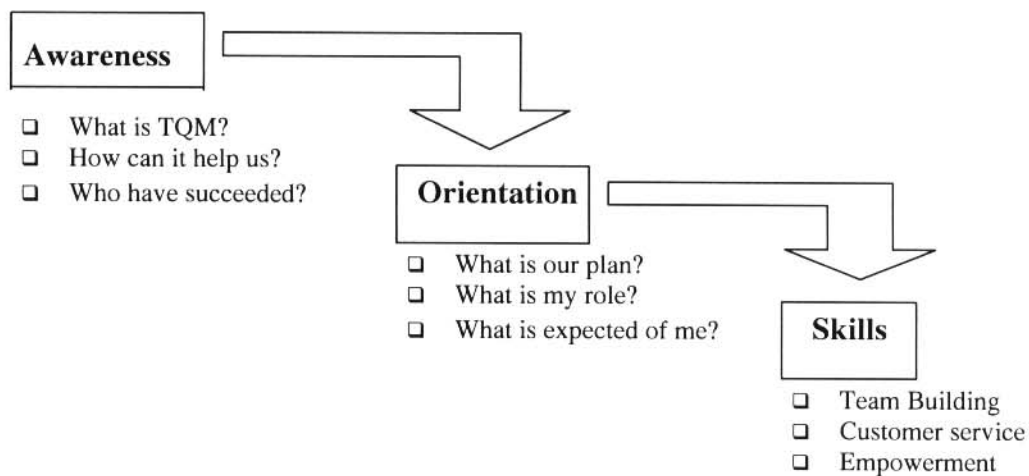 Awareness
❑ What is TQM?
❑ How can it help us?
❑ Who have succeeded?
Orientation
❑ What is our plan?
❑ What is my role?
❑ What is expected of me?
Skills
❑ Team Building
❑ Customer service
❑ Empowerment